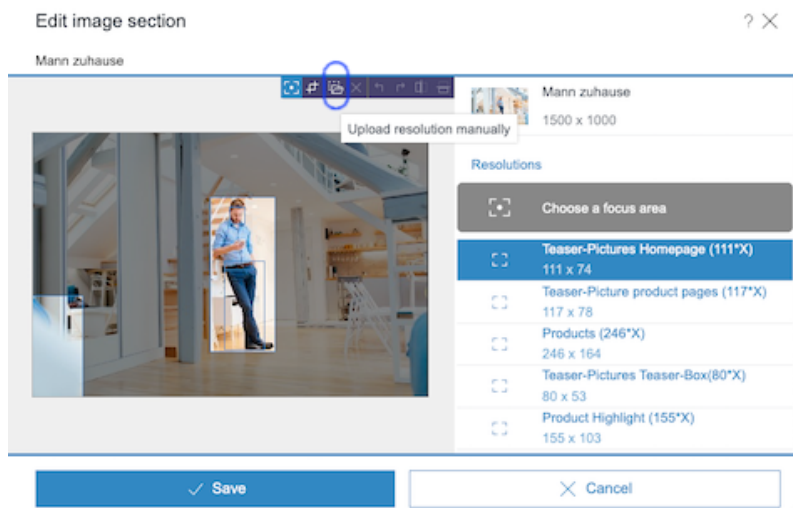 Edit image section
?
Mann zuhause
Upload resolution manually
Mann zuhause
1500 x 1000
Resolutions
Choose a focus area
Teaser-Pictures Homepage (111*X)
111 x 74
Teaser-Picture product pages (117*X)
117 x 78
Products (246*X)
246 x 164
Teaser-Pictures Teaser-Box(80*X)
80 x 53
Product Highlight (155*X)
155 x 103
Save
Cancel